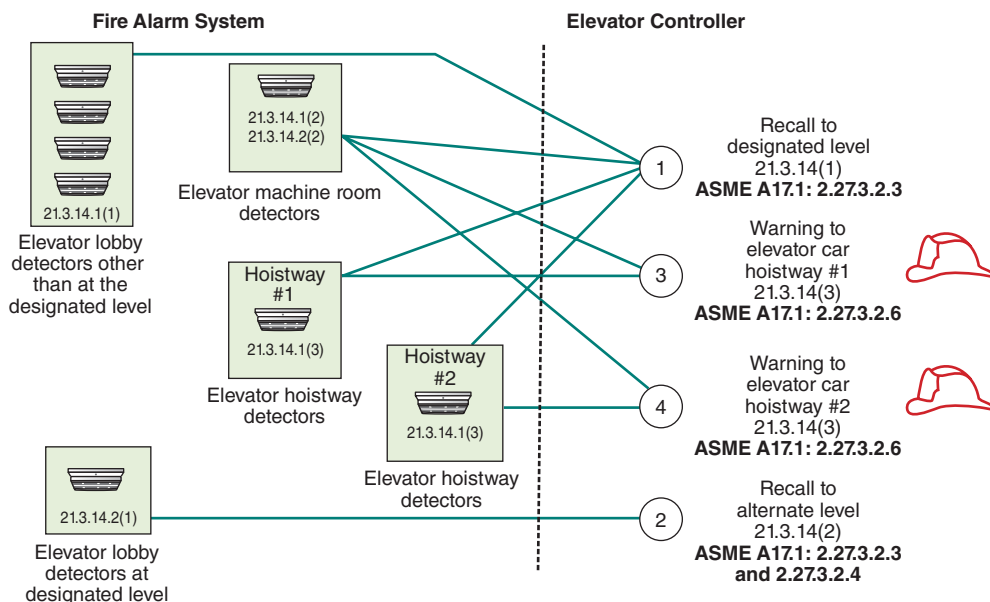 Fire Alarm System
Elevator Controller
21.3.14.1(1)
Elevator lobby
detectors other
than at the
designated level
21.3.14.1(2)
21.3.14.2(2)
Elevator machine room
detectors
Hoistway
#1
21.3.14.1(3)
Elevator hoistway
detectors
Hoistway
#2
21.3.14.1(3)
Elevator hoistway
detectors
21.3.14.2(1)
Elevator lobby
detectors at
designated level
1
Recall to
designated level
21.3.14(1)
ASME A17.1: 2.27.3.2.3
3
Warning to
elevator car
hoistway #1
21.3.14(3)
ASME A17.1: 2.27.3.2.6
4
Warning to
elevator car
hoistway #2
21.3.14(3)
ASME A17.1: 2.27.3.2.6
2
Recall to
alternate level
21.3.14(2)
ASME A17.1: 2.27.3.2.3
and 2.27.3.2.4